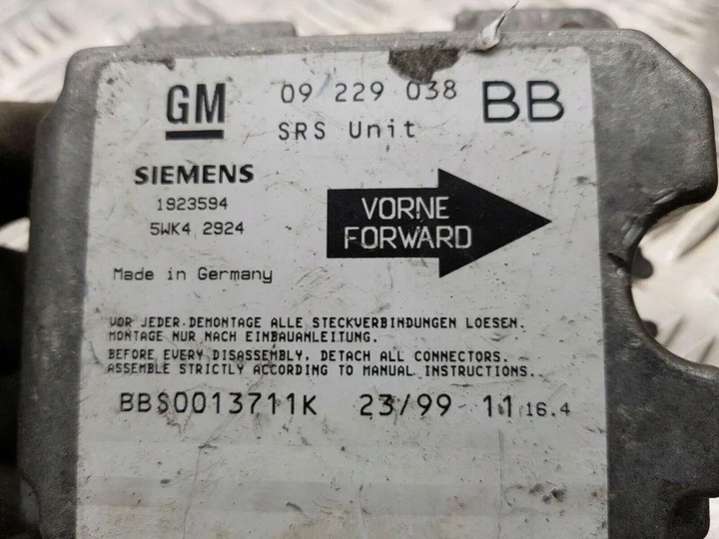 GM 09 229 038 BB
SRS Unit
SIEMENS
1923594
5WK4 2924
VORNE
FORWARD
Made in Germany
VOR JEDER DEMONTAGE ALLE STECKVERBINDUNGEN LOESEN.
MONTAGE NUR NACH EINBAUANLEITUNG.
BEFORE EVERY DISASSEMBLY, DETACH ALL CONNECTORS.
ASSEMBLE STRICTLY ACCORDING TO MANUAL INSTRUCTIONS.
BBS0013711K 23/99 11 16.4